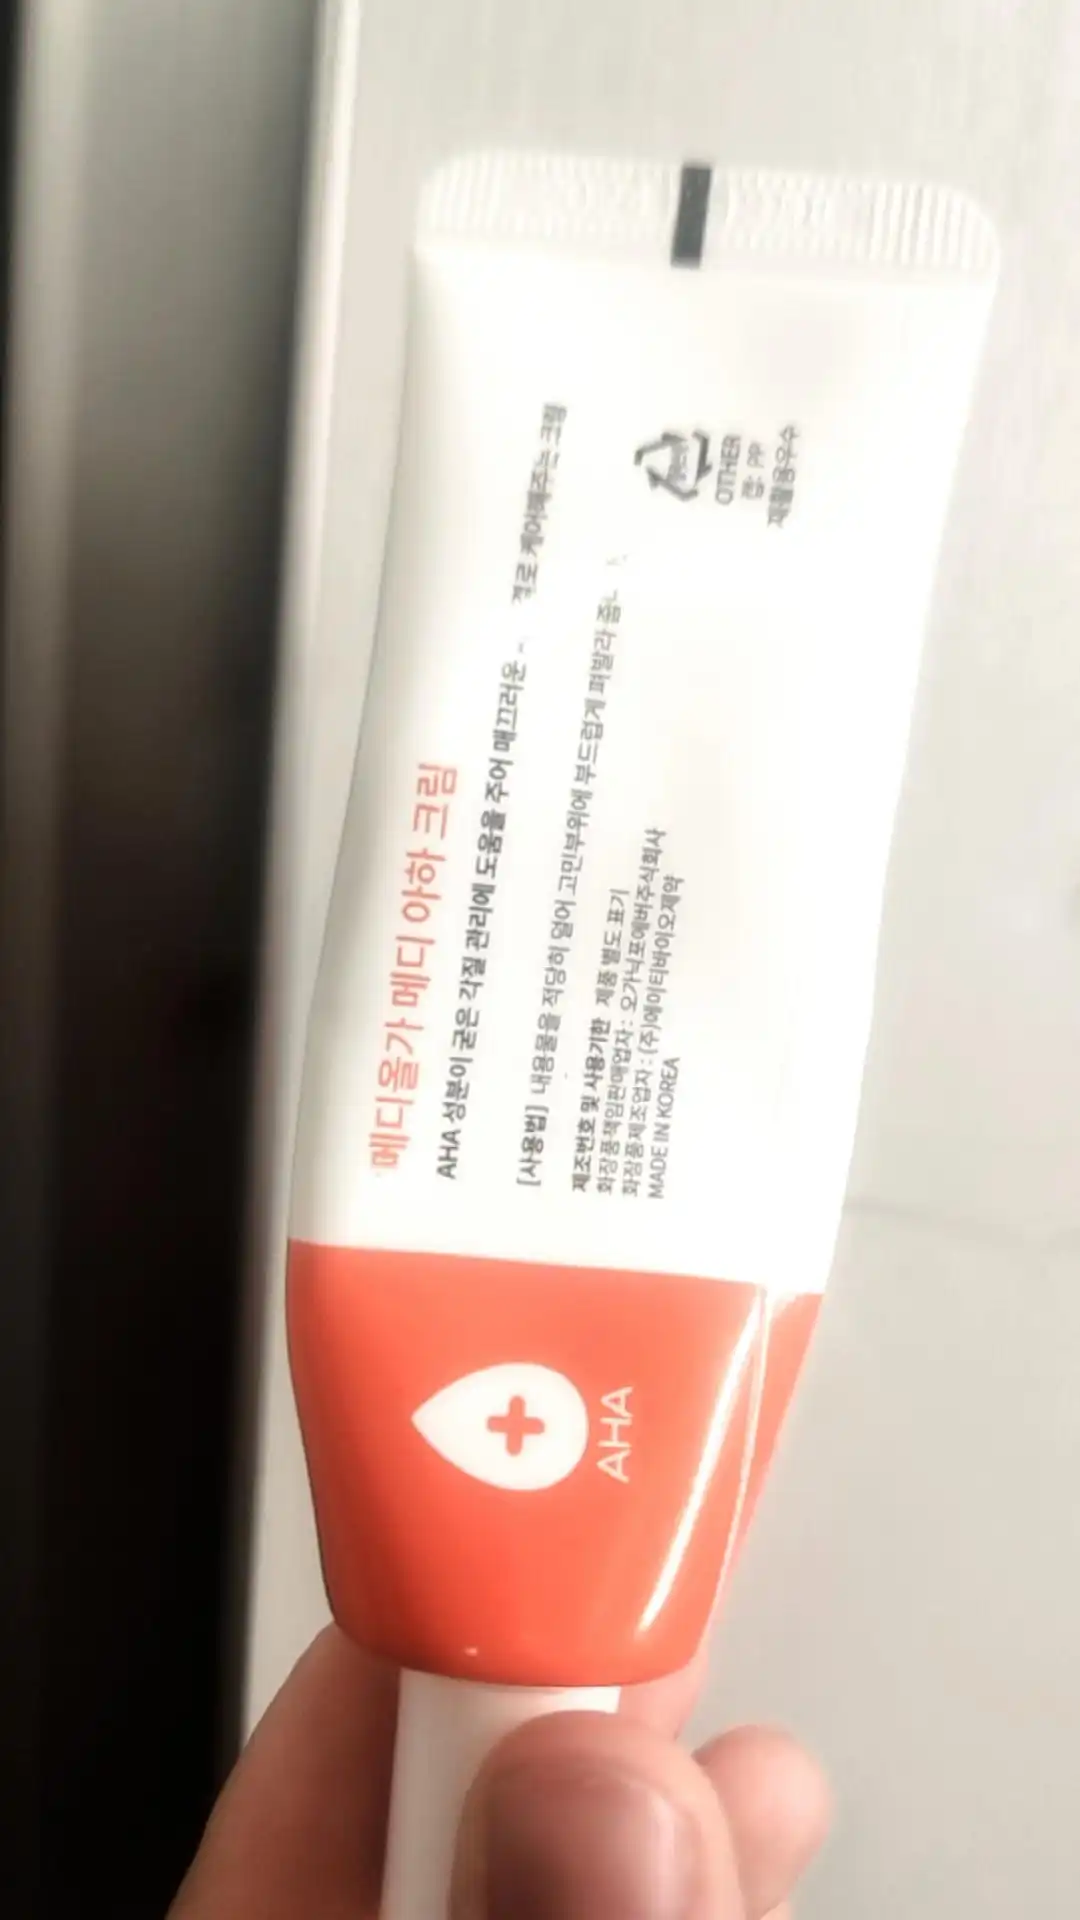 메디올가 메디 아하 크림
AHA 성분이 굳은 각질 관리에 도움을 주어 매끄러운 케어해주는 크림
[사용법] 내용물을 적당히 덜어 고민부위에 부드럽게 펴발라
제조번호 및 사용기한 제품 별도 표기
화장품책임판매업자 : 오가닉포에버주식회사
화장품제조업자 : (주)에이티바이오제약
MADE IN KOREA
OTHER
캡: PP
재활용우수
AHA